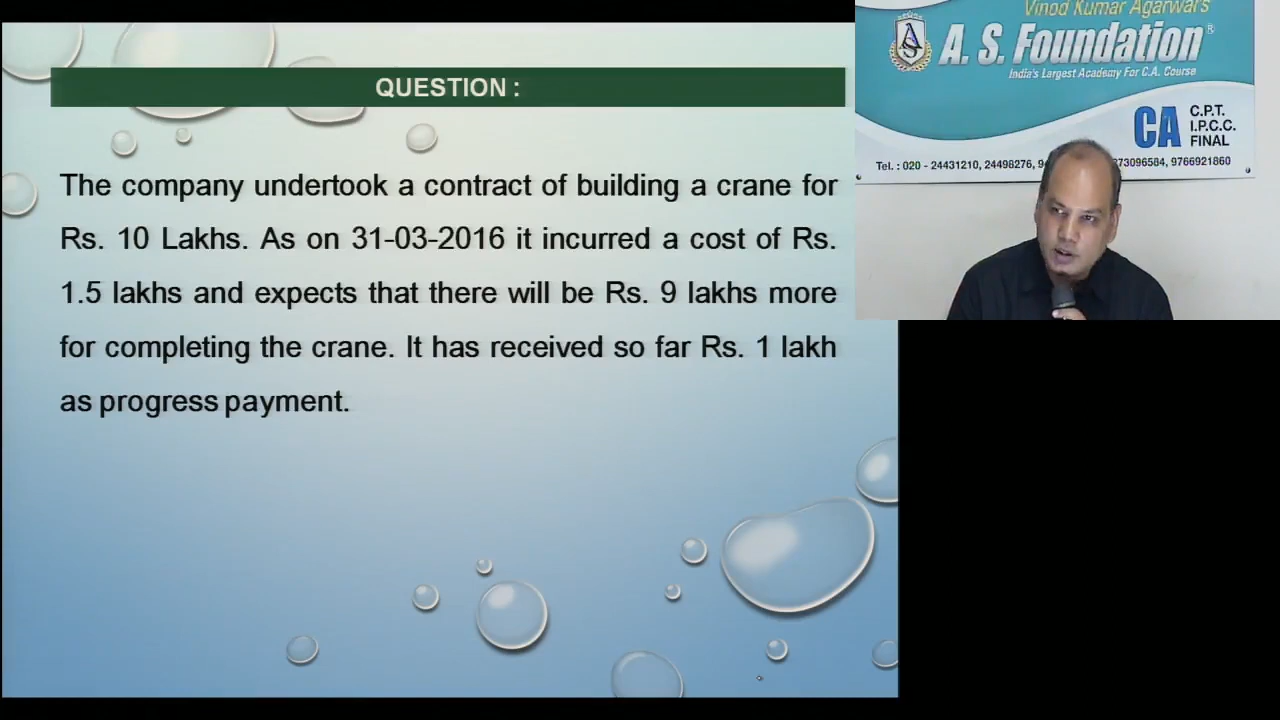 QUESTION :
The company undertook a contract of building a crane for
Rs. 10 Lakhs. As on 31-03-2016 it incurred a cost of Rs.
1.5 lakhs and expects that there will be Rs. 9 lakhs more
for completing the crane. It has received so far Rs. 1 lakh
as progress payment.
Vinod Kumar Agarwal's
AS A. S. Foundation ®
India's Largest Academy For C.A. Course
CA
C.P.T.
I.P.C.C.
FINAL
Tel. : 020 - 24431210, 24498276, 73096584, 9766921860